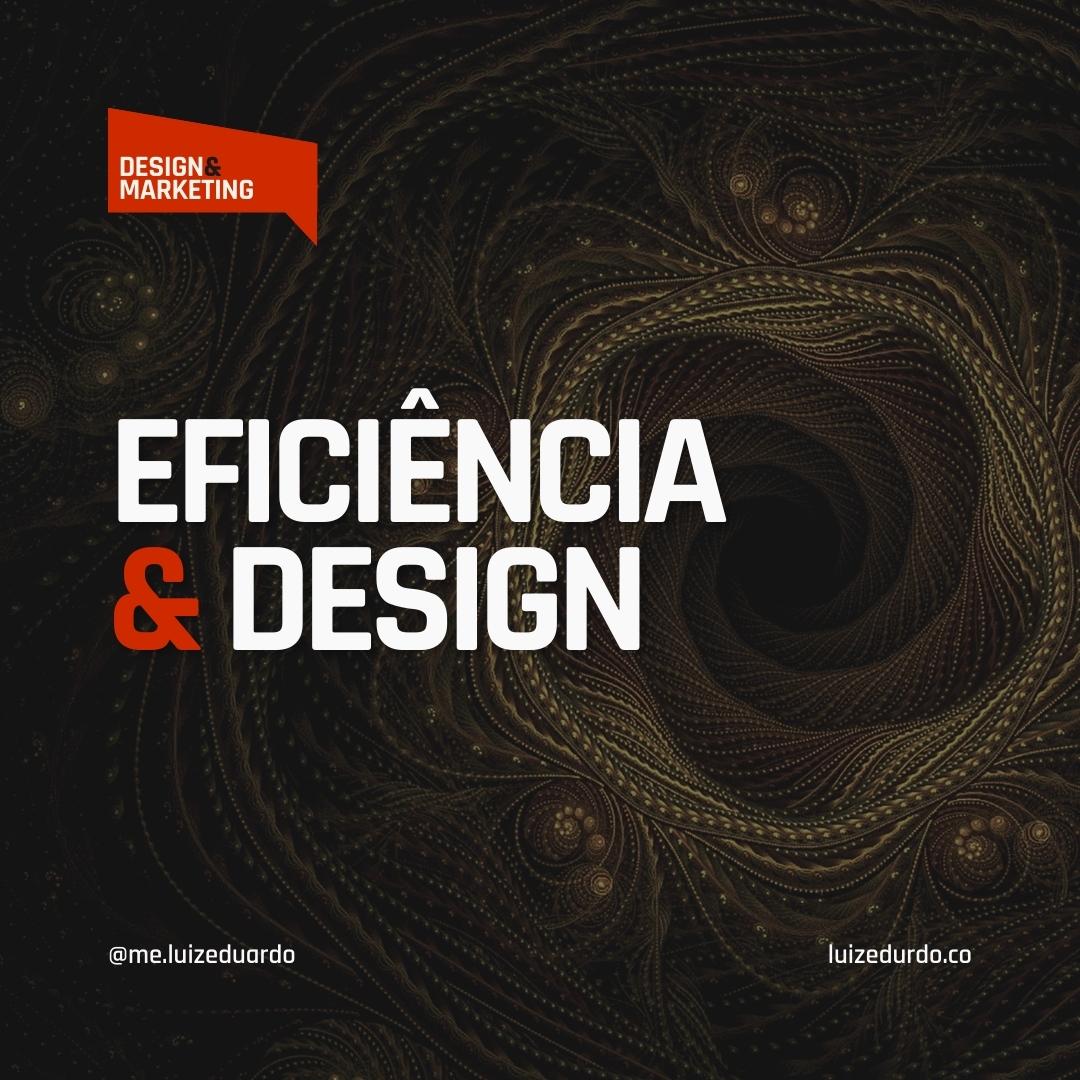 DESIGN&
MARKETING
EFICIÊNCIA
& DESIGN
@me.luizeduardo
luizedurdo.co